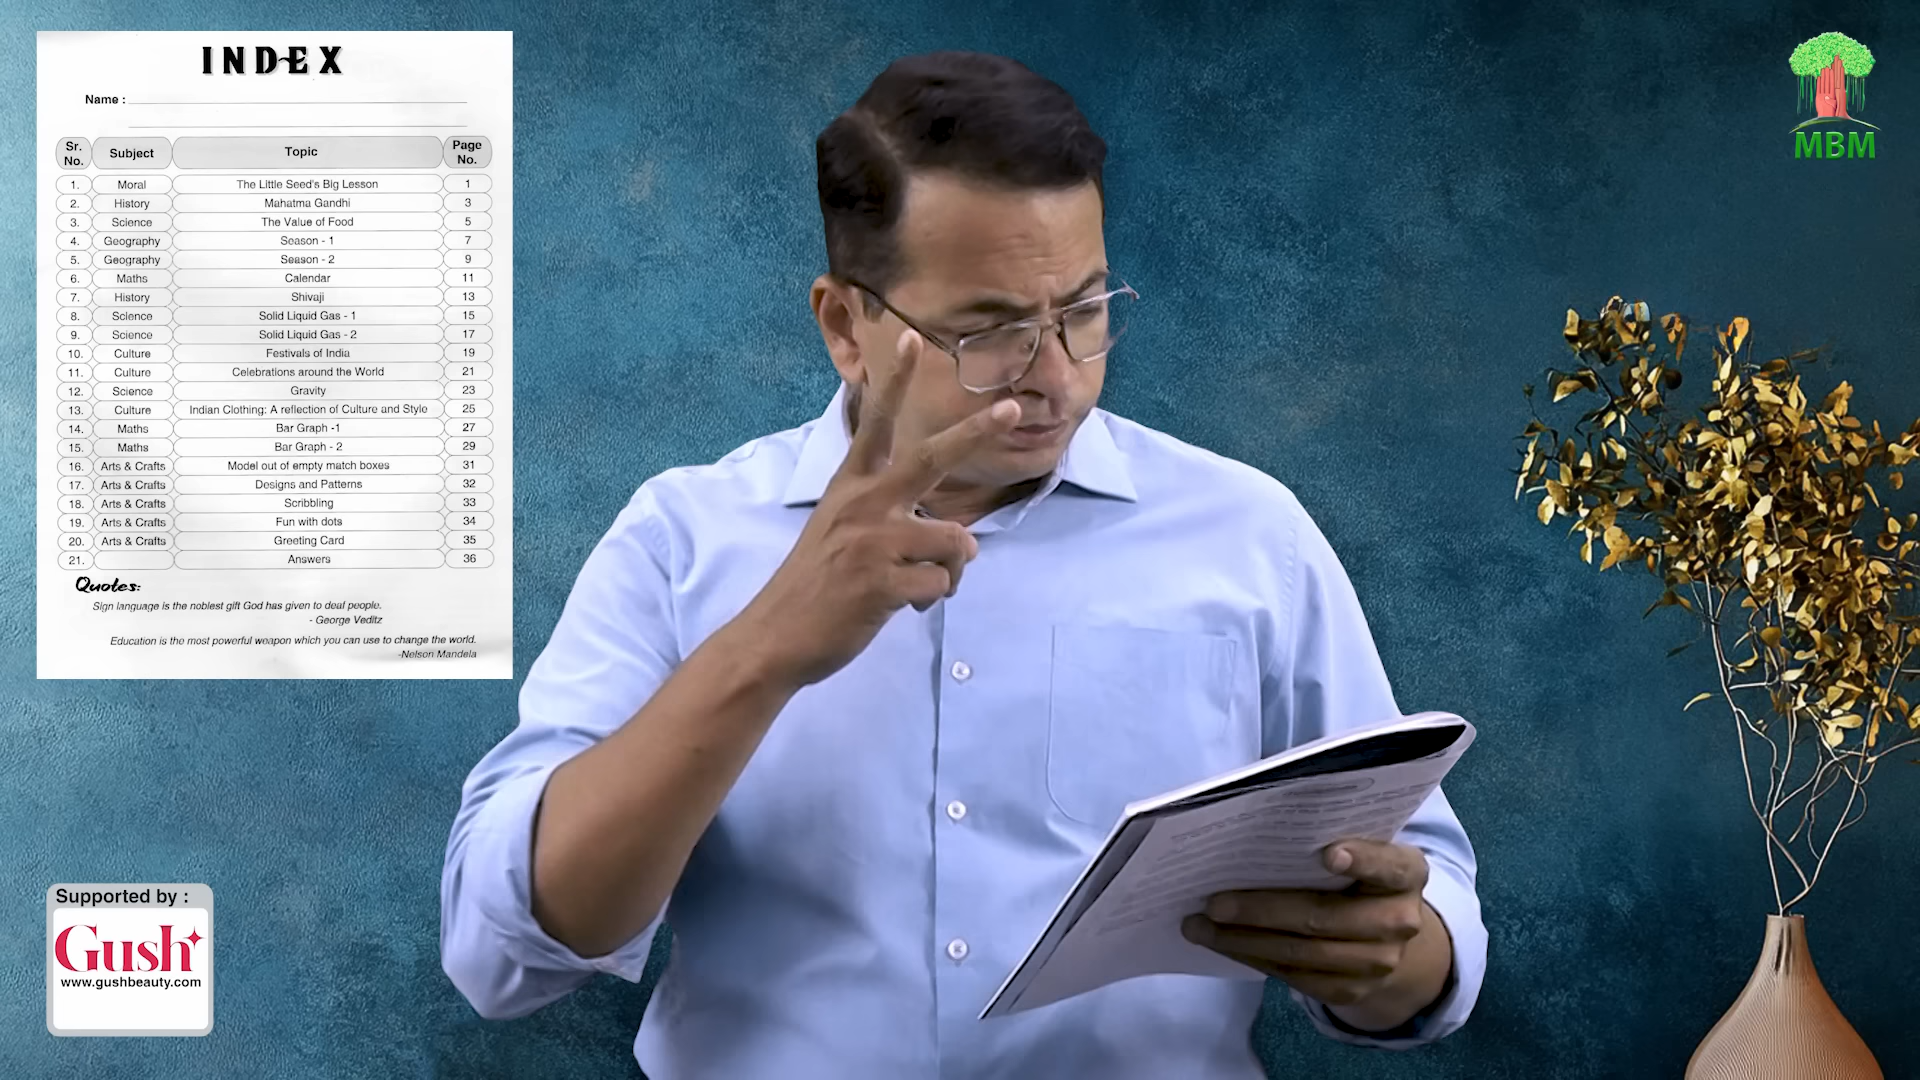 INDEX
Name :
Sr. No. Subject Topic Page No.
1. Moral The Little Seed's Big Lesson 1
2. History Mahatma Gandhi 3
3. Science The Value of Food 5
4. Geography Season - 1 7
5. Geography Season - 2 9
6. Maths Calendar 11
7. History Shivaji 13
8. Science Solid Liquid Gas - 1 15
9. Science Solid Liquid Gas - 2 17
10. Culture Festivals of India 19
11. Culture Celebrations around the World 21
12. Science Gravity 23
13. Culture Indian Clothing: A reflection of Culture and Style 25
14. Maths Bar Graph -1 27
15. Maths Bar Graph - 2 29
16. Arts & Crafts Model out of empty match boxes 31
17. Arts & Crafts Designs and Patterns 32
18. Arts & Crafts Scribbling 33
19. Arts & Crafts Fun with dots 34
20. Arts & Crafts Greeting Card 35
21. Answers 36
Quotes:
Sign language is the noblest gift God has given to deaf people.
- George Veditz
Education is the most powerful weapon which you can use to change the world.
-Nelson Mandela
MBM
Supported by :
Gush
www.gushbeauty.com